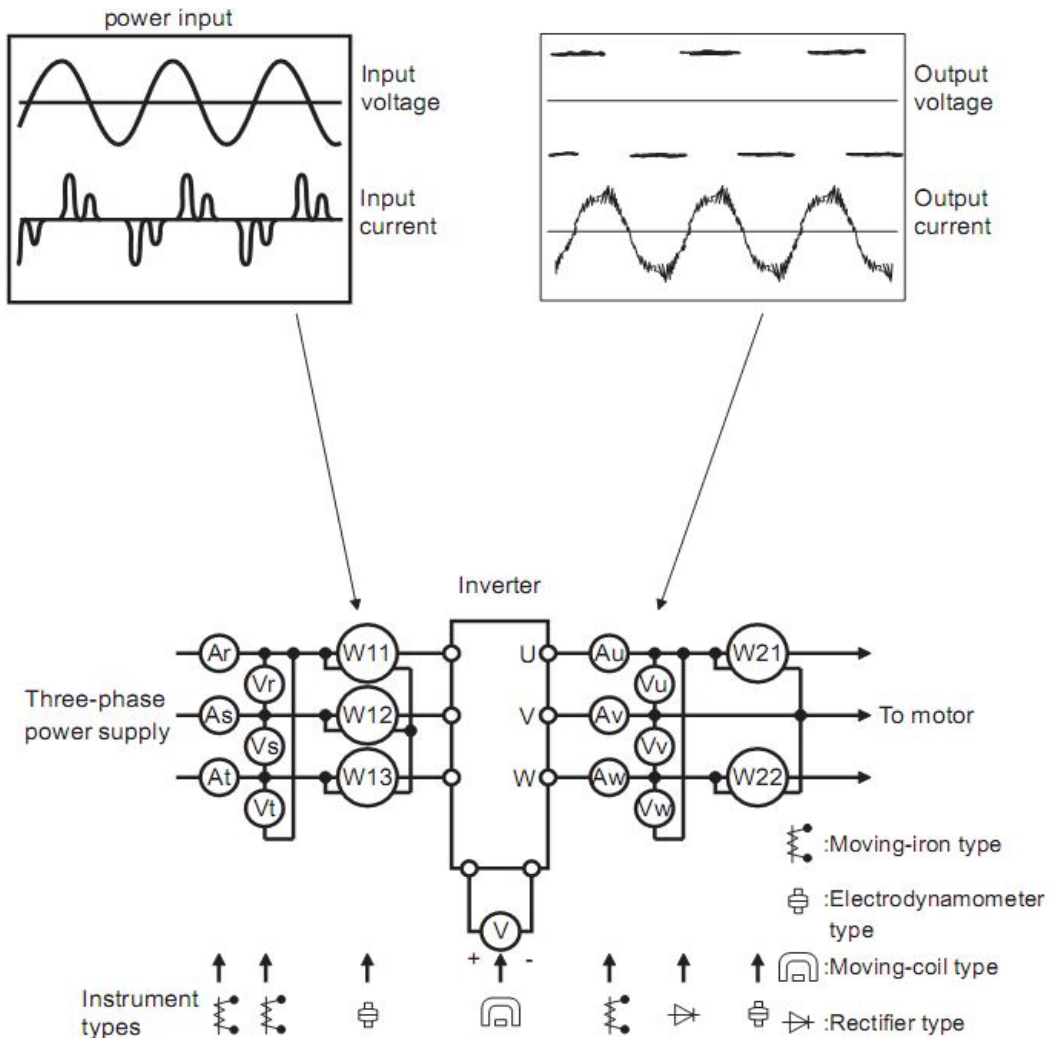 power input
Input
voltage
Input
current
Output
voltage
Output
current
Inverter
Three-phase
power supply
Ar
As
At
Vr
Vs
Vt
W11
W12
W13
U
V
W
Au
Av
Aw
Vu
Vv
Vw
W21
W22
To motor
V
+ -
:Moving-iron type
:Electrodynamometer
type
:Moving-coil type
:Rectifier type
Instrument
types